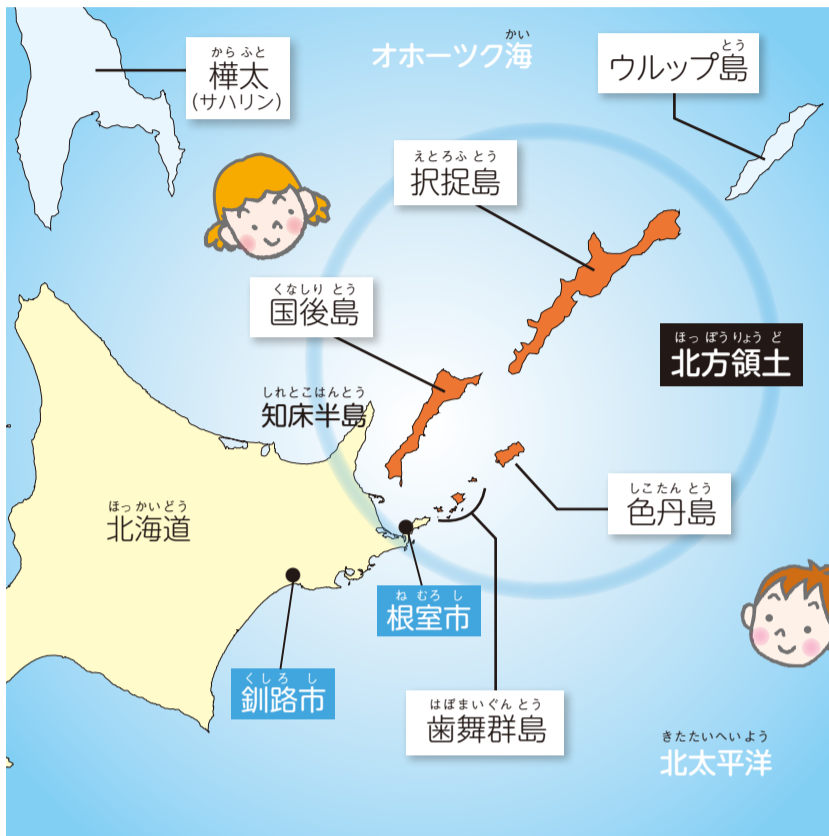 かい
オホーツク海
から ふと
樺太
(サハリン)
とう
ウルップ島
えとろふ とう
択捉島
くなしり とう
国後島
ほっ ぽう りょう ど
北方領土
しれとこはんとう
知床半島
しこたん とう
色丹島
ほっかいどう
北海道
ね むろ し
根室市
くし ろ し
釧路市
はぼまいぐんとう
歯舞群島
きたたいへいよう
北太平洋